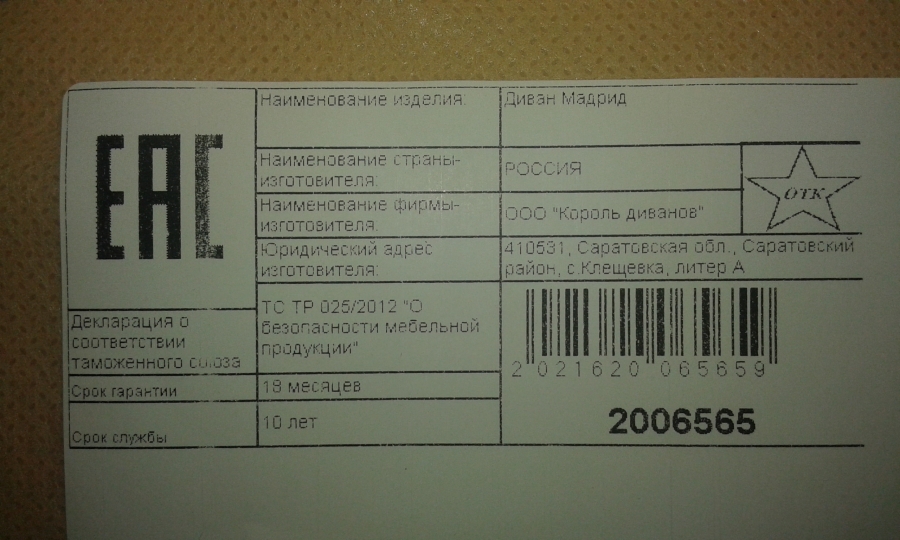 EAC
Наименование изделия:
Диван Мадрид
Наименование страны-
изготовителя:
РОССИЯ
ОТК
Наименование фирмы-
изготовителя:
ООО "Король диванов"
Юридический адрес
изготовителя:
410531, Саратовская обл., Саратовский
район, с.Клещевка, литер А
Декларация о
соответствии
таможенного союза
ТС ТР 025/2012 "О
безопасности мебельной
продукции"
2 021620 065659
Срок гарантии
18 месяцев
2006565
Срок службы
10 лет